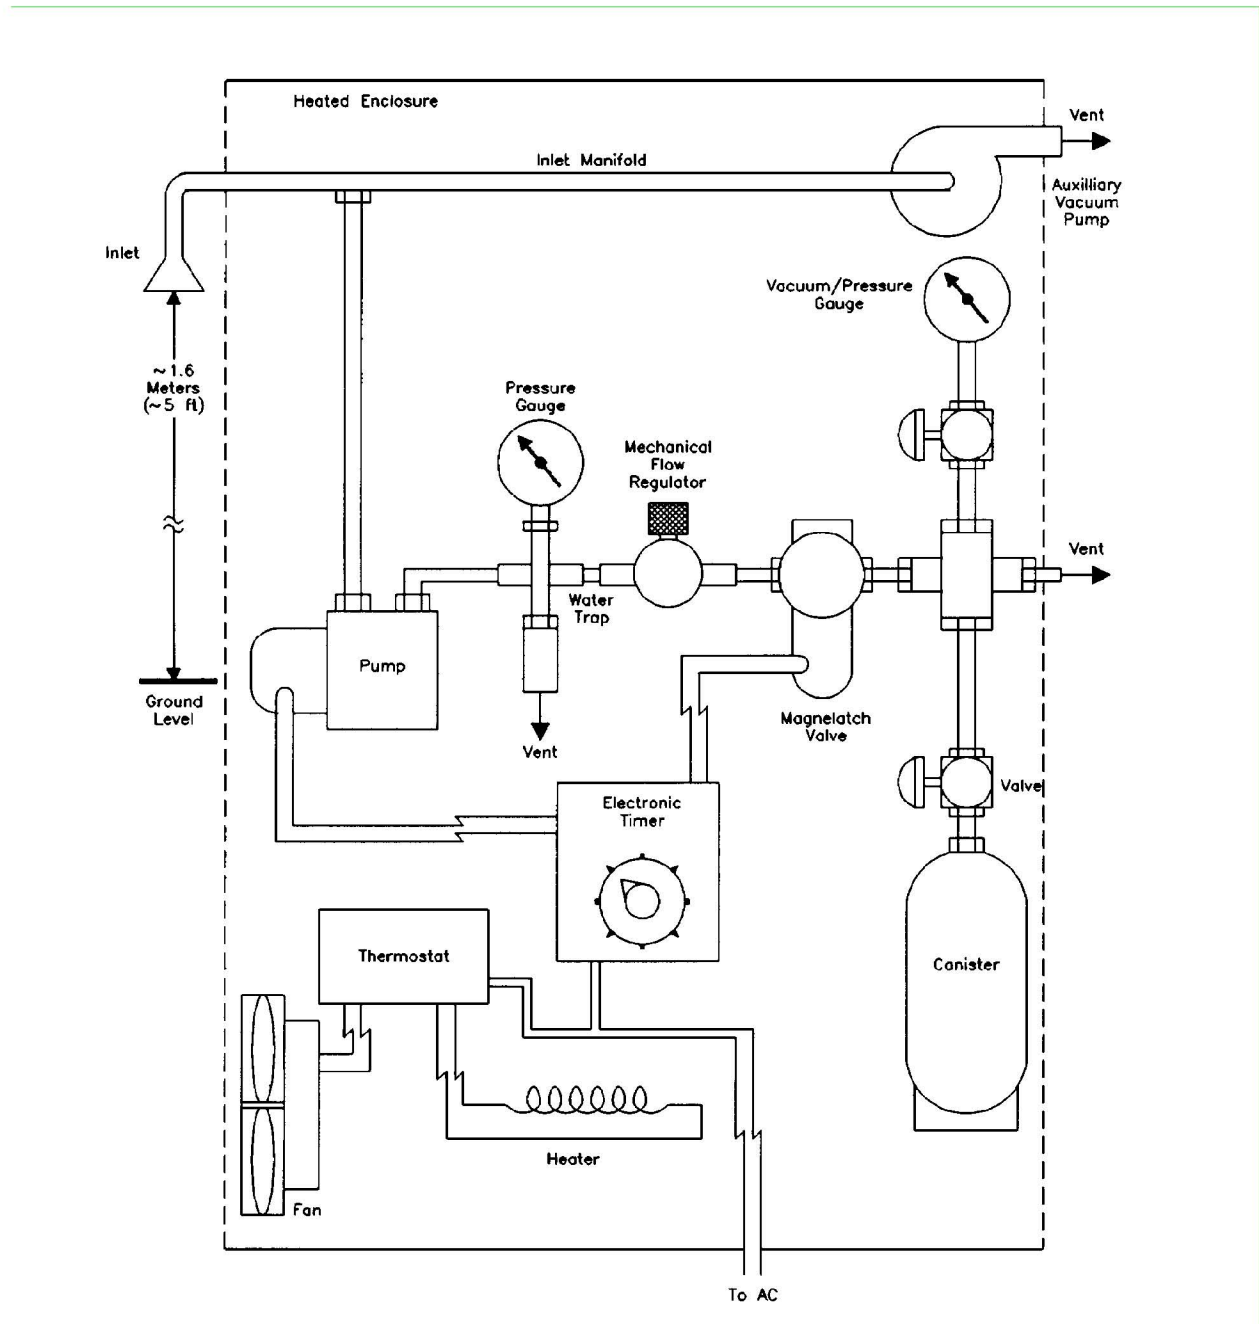 Heated Enclosure
Vent
Inlet Manifold
Auxilliary
Vacuum
Pump
Inlet
Vacuum/Pressure
Gauge
~1.6
Meters
(~5 ft)
Pressure
Gauge
Mechanical
Flow
Regulator
Vent
Water
Trap
Pump
Ground
Level
Magnelatch
Valve
Vent
Valve
Electronic
Timer
Thermostat
Canister
Heater
Fan
To AC